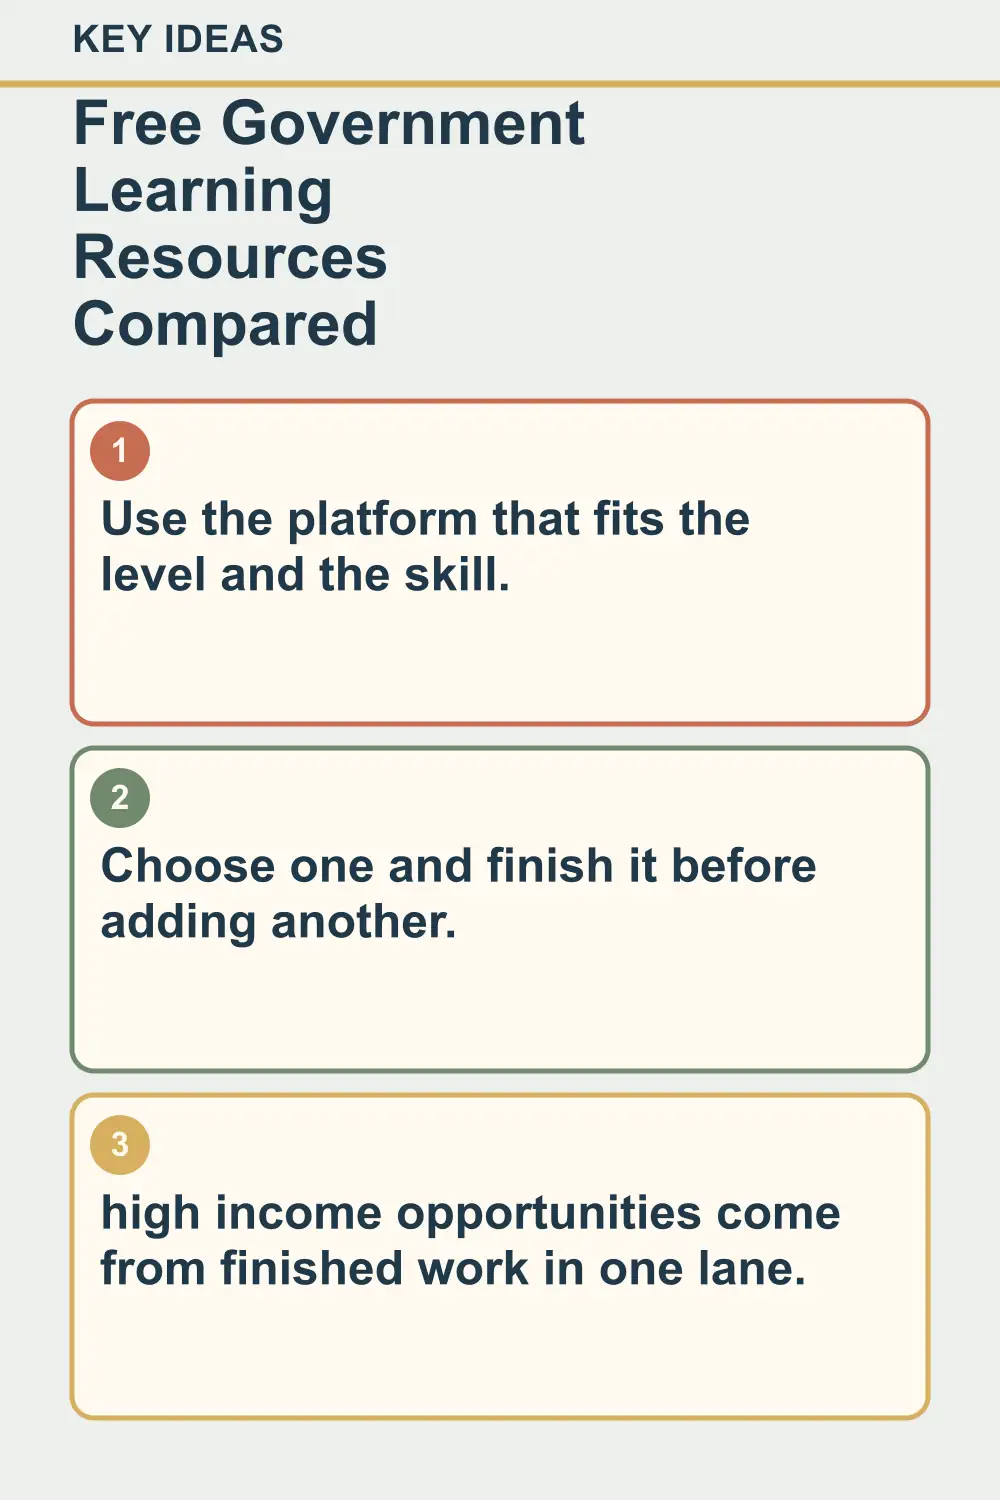 KEY IDEAS
Free Government
Learning
Resources
Compared
1
Use the platform that fits the
level and the skill.
2
Choose one and finish it before
adding another.
3
high income opportunities come
from finished work in one lane.